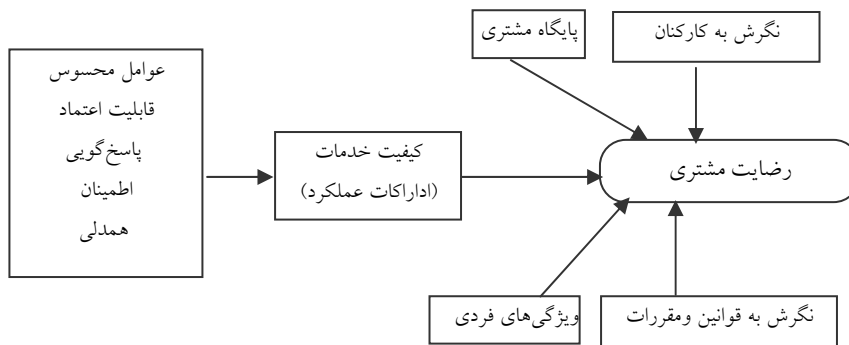 پایگاه مشتری
نگرش به کارکنان
عوامل محسوس
قابلیت اعتماد
پاسخ‌گویی
اطمینان
همدلی
کیفیت خدمات
(اداراکات عملکرد)
رضایت مشتری
ویژگی‌های فردی
نگرش به قوانین ومقررات